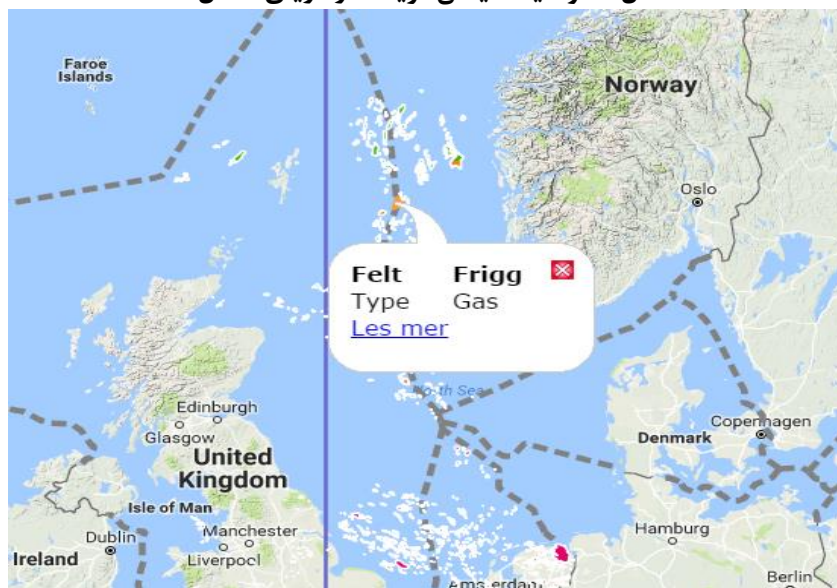 Faroe
Islands
Norway
Oslo
Felt Frigg
Type Gas
Les mer
North Sea
Edinburgh
Glasgow
United
Kingdom
Isle of Man
Dublin
Manchester
Liverpool
Ireland
Denmark
Copenhagen
Hamburg
Berlin